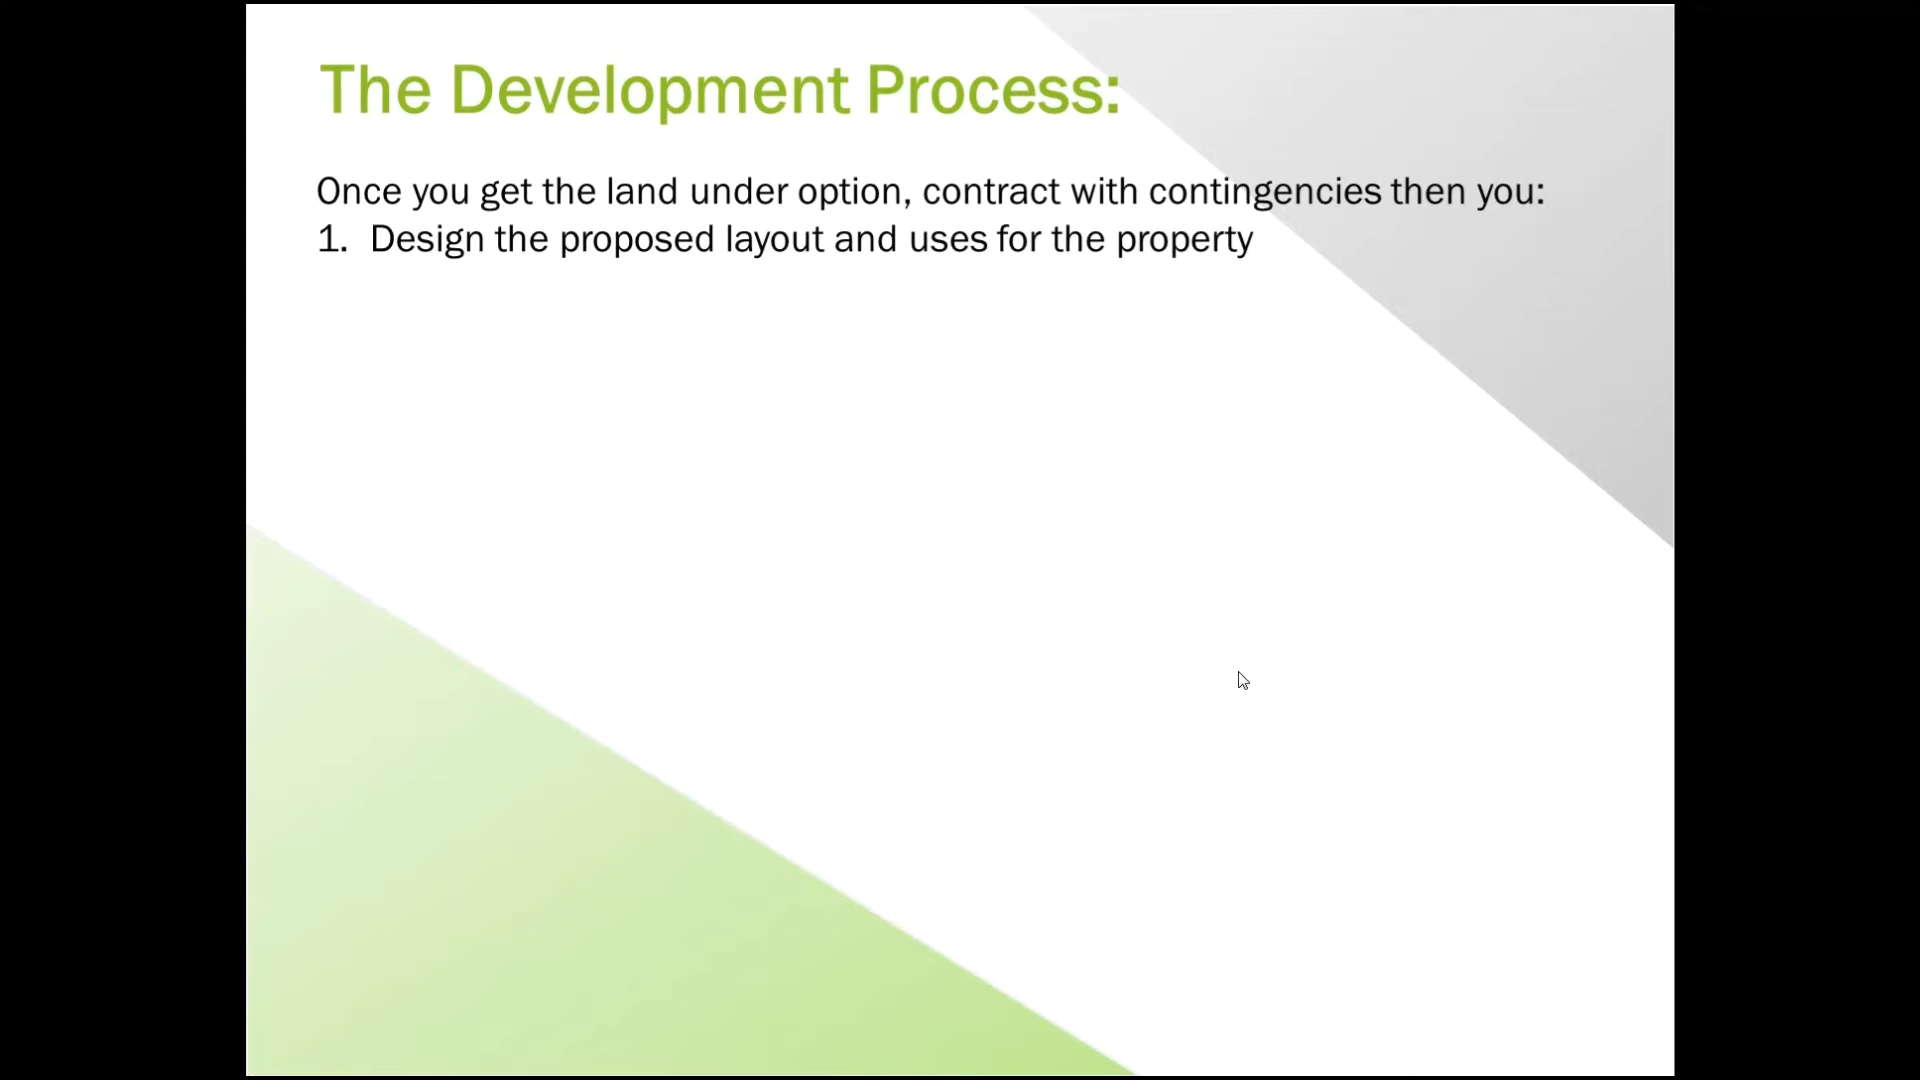 The Development Process:
Once you get the land under option, contract with contingencies then you:
1. Design the proposed layout and uses for the property